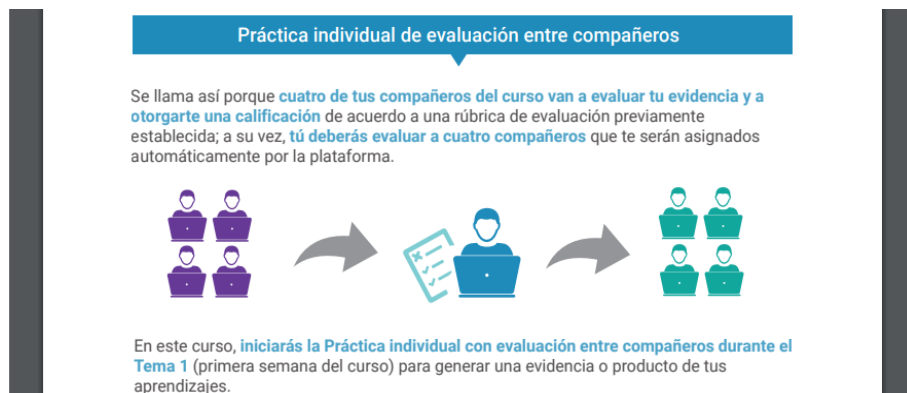 Práctica individual de evaluación entre compañeros
Se llama así porque cuatro de tus compañeros del curso van a evaluar tu evidencia y a
otorgarte una calificación de acuerdo a una rúbrica de evaluación previamente
establecida; a su vez, tú deberás evaluar a cuatro compañeros que te serán asignados
automáticamente por la plataforma.
En este curso, iniciarás la Práctica individual con evaluación entre compañeros durante el
Tema 1 (primera semana del curso) para generar una evidencia o producto de tus
aprendizajes.